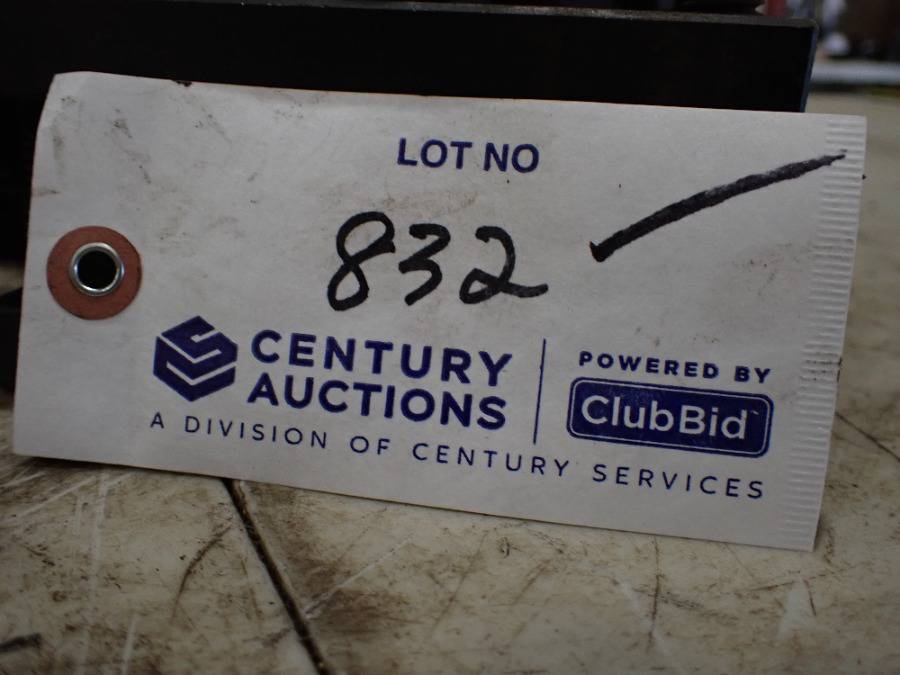 LOT NO
832
CENTURY
AUCTIONS
A DIVISION OF CENTURY SERVICES
POWERED BY
ClubBid